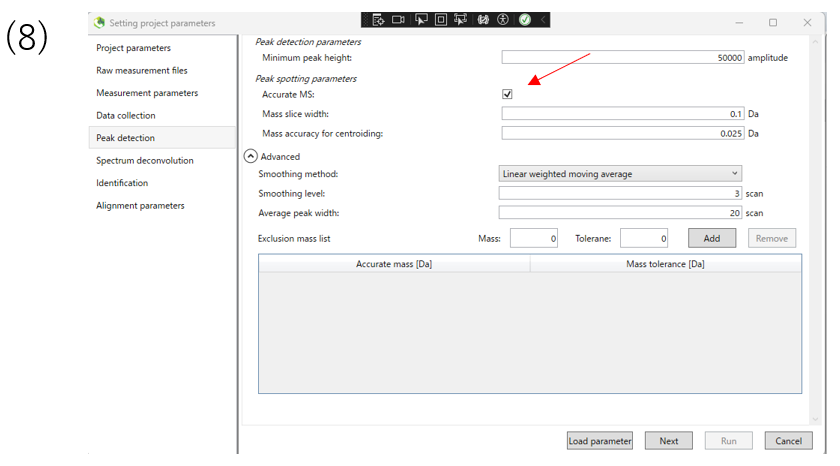 (8)
Setting project parameters
Project parameters
Raw measurement files
Measurement parameters
Data collection
Peak detection
Spectrum deconvolution
Identification
Alignment parameters
Peak detection parameters
Minimum peak height: 50000 amplitude
Peak spotting parameters
Accurate MS:
Mass slice width: 0.1 Da
Mass accuracy for centroiding: 0.025 Da
Advanced
Smoothing method: Linear weighted moving average
Smoothing level: 3 scan
Average peak width: 20 scan
Exclusion mass list Mass: 0 Tolerane: 0 Add Remove
Accurate mass [Da] Mass tolerance [Da]
Load parameter Next Run Cancel